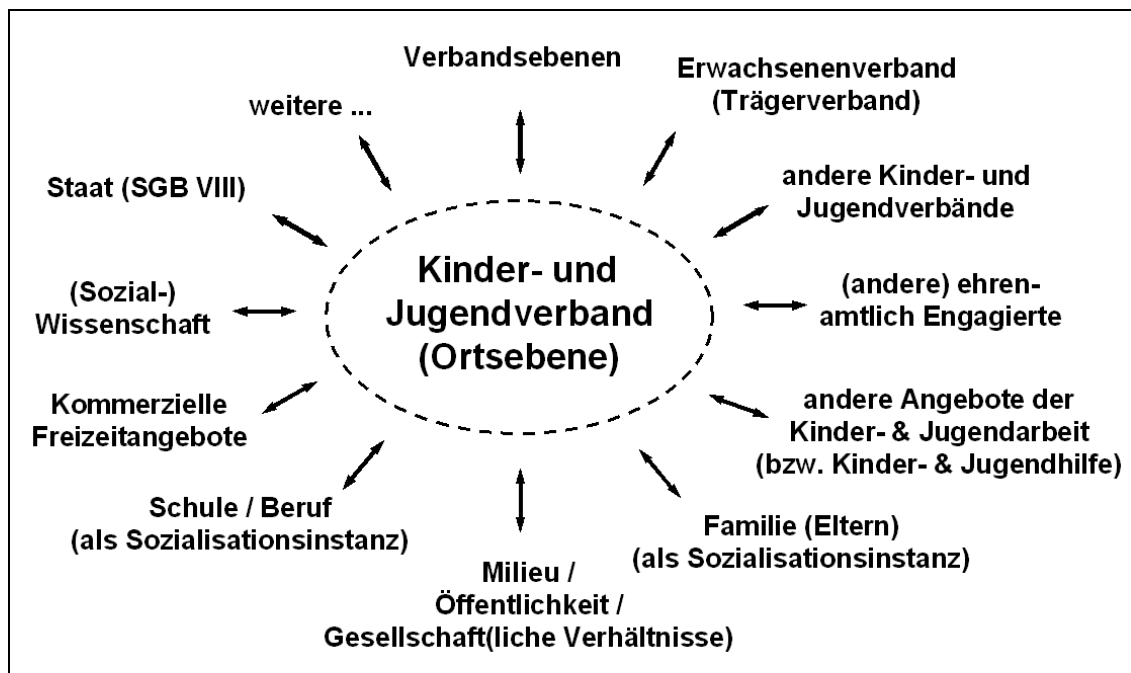 Verbandsebenen
Erwachsenenverband
(Trägerverband)
weitere ...
andere Kinder- und
Jugendverbände
Staat (SGB VIII)
Kinder- und
Jugendverband
(Ortsebene)
(Sozial-)
Wissenschaft
(andere) ehren-
amtlich Engagierte
Kommerzielle
Freizeitangebote
andere Angebote der
Kinder- & Jugendarbeit
(bzw. Kinder- & Jugendhilfe)
Schule / Beruf
(als Sozialisationsinstanz)
Familie (Eltern)
(als Sozialisationsinstanz)
Milieu /
Öffentlichkeit /
Gesellschaft(liche Verhältnisse)